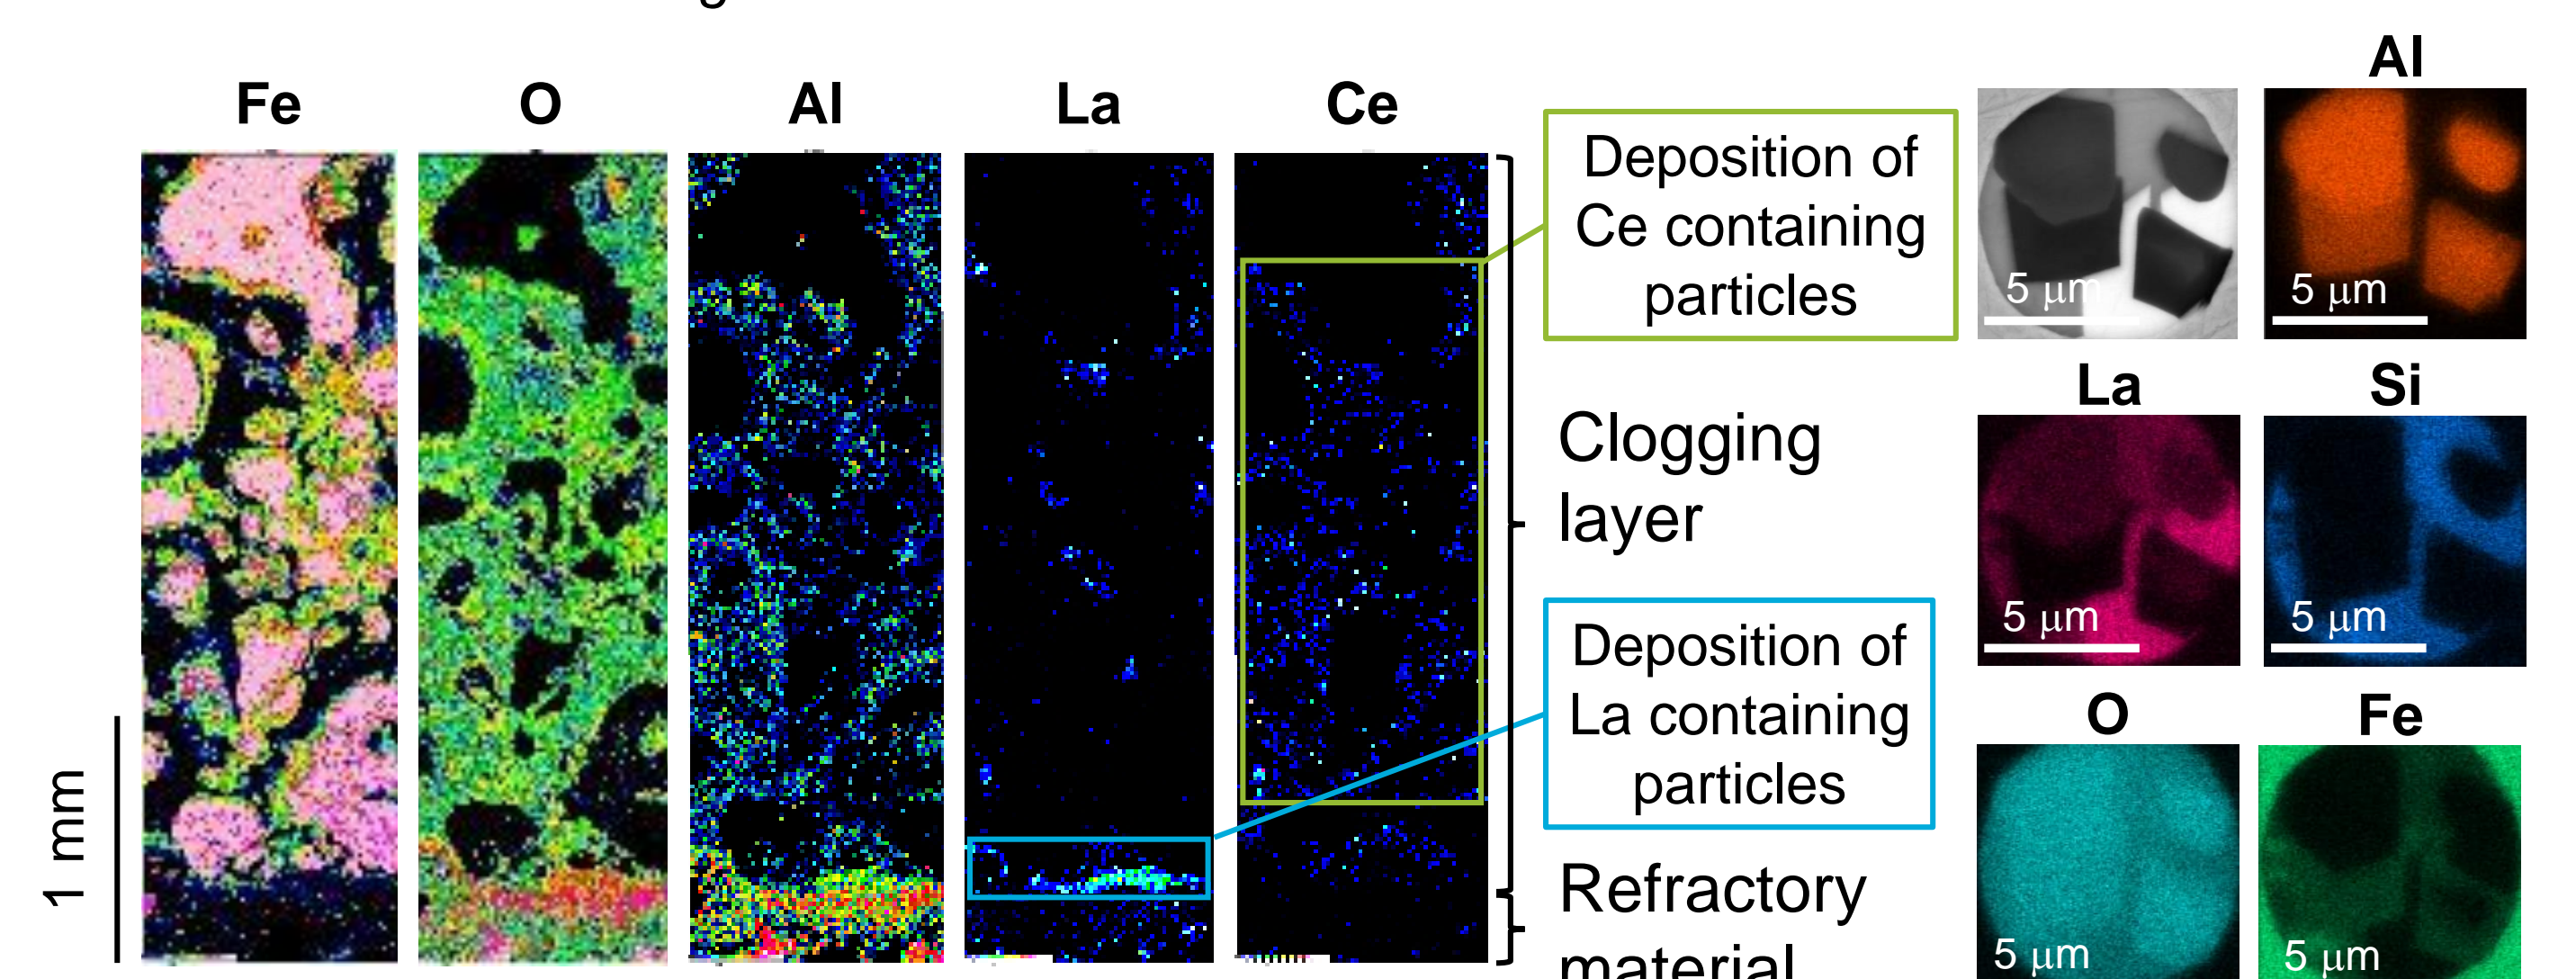 Fe
O
Al
La
Ce
1 mm
Deposition of
Ce containing
particles
Clogging
layer
Deposition of
La containing
particles
Refractory
material
5 μm
Al
5 μm
La
5 μm
Si
5 μm
O
5 μm
Fe
5 μm